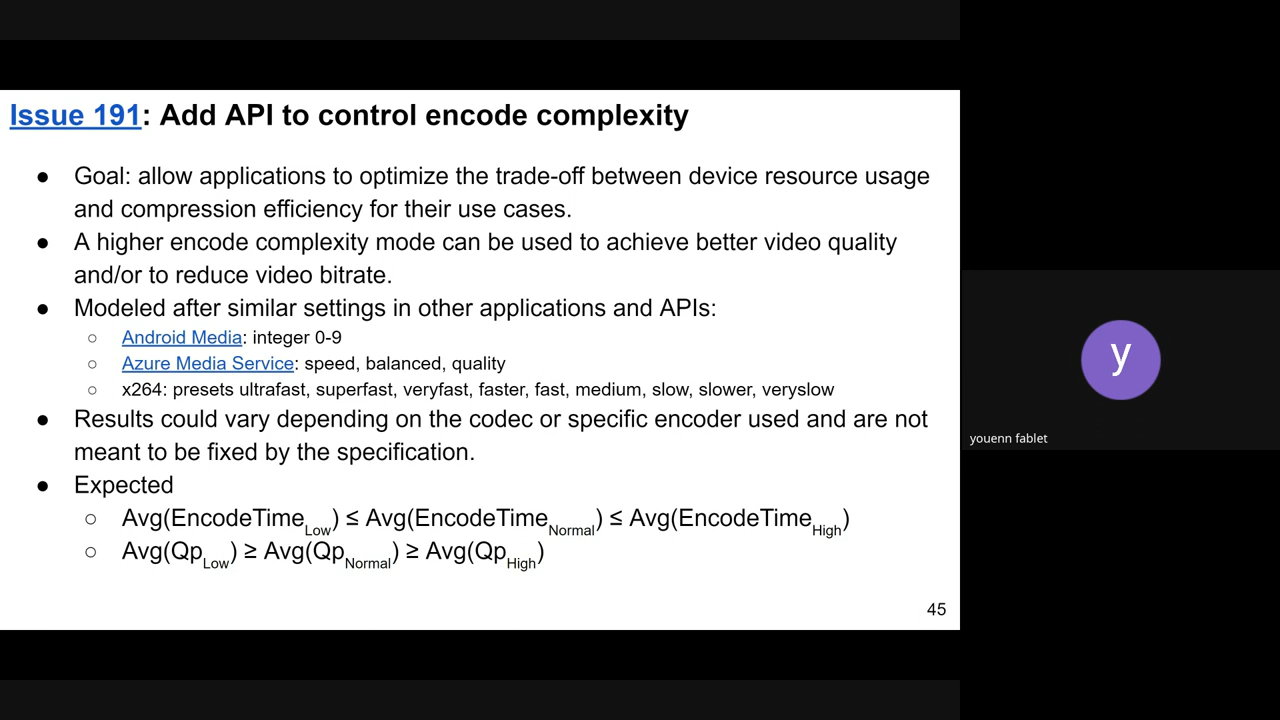 Issue 191: Add API to control encode complexity
● Goal: allow applications to optimize the trade-off between device resource usage
and compression efficiency for their use cases.
● A higher encode complexity mode can be used to achieve better video quality
and/or to reduce video bitrate.
● Modeled after similar settings in other applications and APIs:
○ Android Media: integer 0-9
○ Azure Media Service: speed, balanced, quality
○ x264: presets ultrafast, superfast, veryfast, faster, fast, medium, slow, slower, veryslow
● Results could vary depending on the codec or specific encoder used and are not
meant to be fixed by the specification.
● Expected
○ Avg(EncodeTimeLow) ≤ Avg(EncodeTimeNormal) ≤ Avg(EncodeTimeHigh)
○ Avg(QpLow) ≥ Avg(QpNormal) ≥ Avg(QpHigh)
45
y
youenn fablet